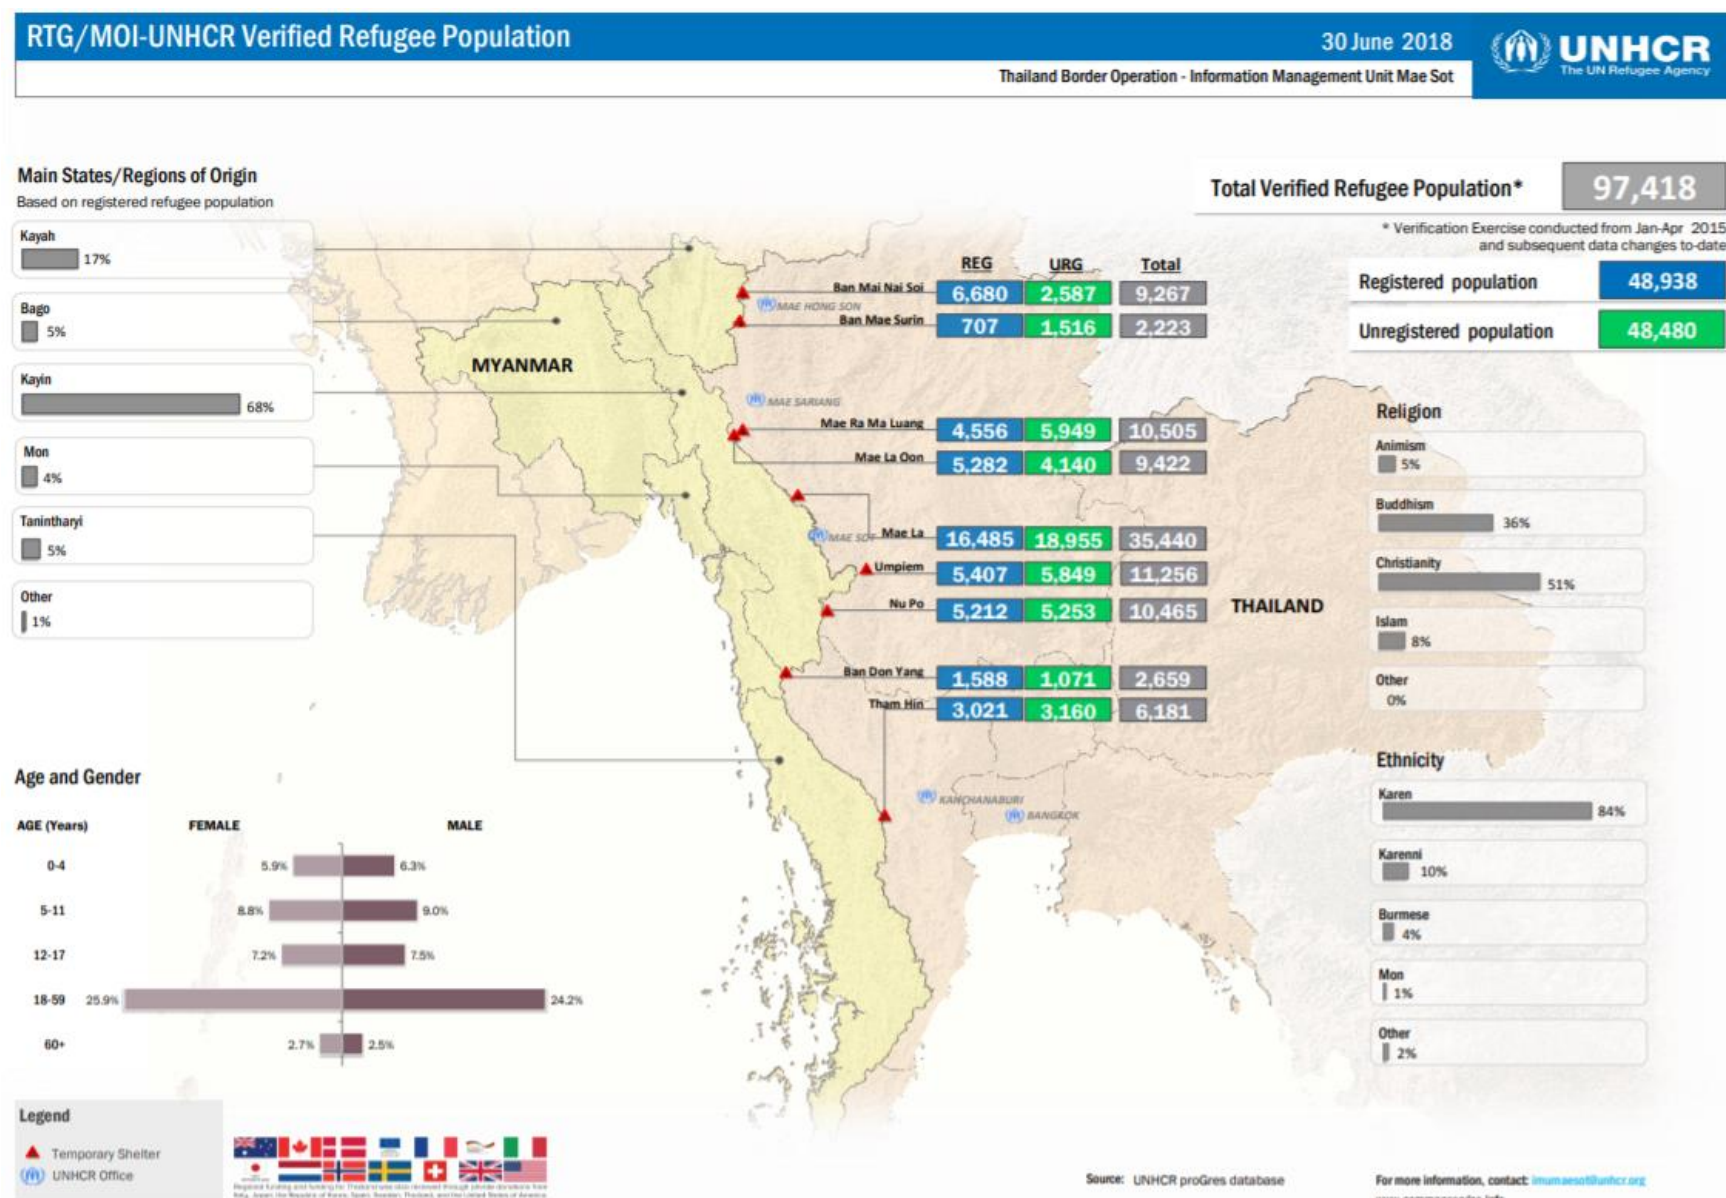 RTG/MOI-UNHCR Verified Refugee Population
30 June 2018
UNHCR
The UN Refugee Agency
Thailand Border Operation - Information Management Unit Mae Sot
Main States/Regions of Origin
Based on registered refugee population
Kayah
17%
Bago
5%
Kayin
68%
Mon
4%
Tanintharyi
5%
Other
1%
Total Verified Refugee Population*
97,418
* Verification Exercise conducted from Jan-Apr 2015
and subsequent data changes to-date
Registered population 48,938
Unregistered population 48,480
MYANMAR
THAILAND
REG URG Total
Ban Mai Nai Soi 6,680 2,587 9,267
MAE HONG SON
Ban Mae Surin 707 1,516 2,223
MAE SARIANG
Mae Ra Ma Luang 4,556 5,949 10,505
Mae La Oon 5,282 4,140 9,422
MAE SOT
Mae La 16,485 18,955 35,440
Umpiem 5,407 5,849 11,256
Nu Po 5,212 5,253 10,465
Ban Don Yang 1,588 1,071 2,659
Tham Hin 3,021 3,160 6,181
KANCHANABURI
BANGKOK
Religion
Animism
5%
Buddhism
36%
Christianity
51%
Islam
8%
Other
0%
Ethnicity
Karen
84%
Karenni
10%
Burmese
4%
Mon
1%
Other
2%
Age and Gender
AGE (Years) FEMALE MALE
0-4 5.9% 6.3%
5-11 8.8% 9.0%
12-17 7.2% 7.5%
18-59 25.9% 24.2%
60+ 2.7% 2.5%
Legend
Temporary Shelter
UNHCR Office
Source: UNHCR proGres database
For more information, contact: imumaesot@unhcr.org